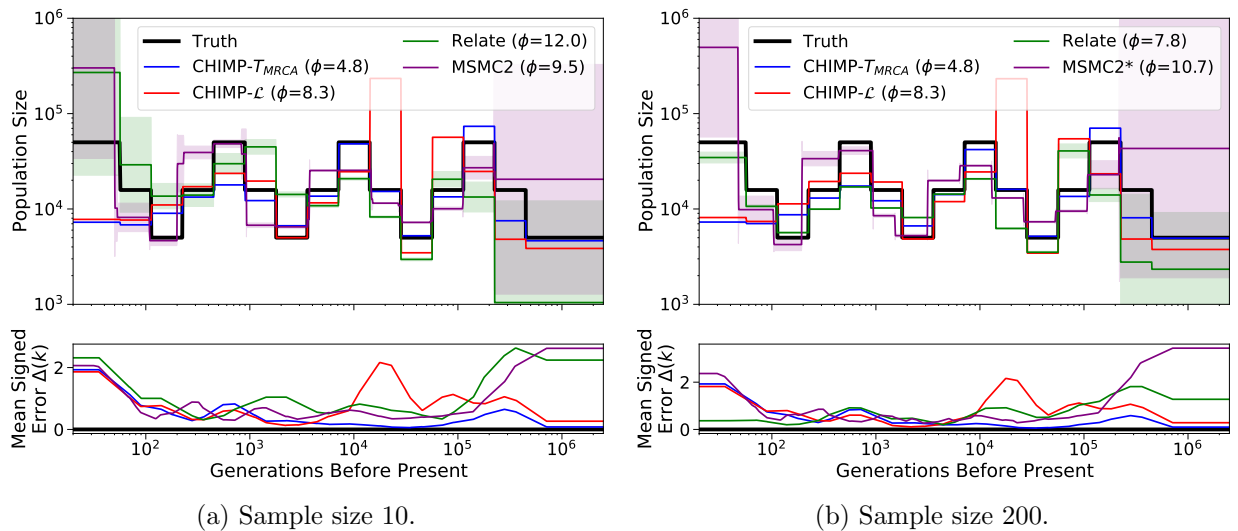 10^6
10^5
10^4
10^3
Population Size
Truth
CHIMP-T_{MRCA} (ϕ=4.8)
CHIMP-ℒ (ϕ=8.3)
Relate (ϕ=12.0)
MSMC2 (ϕ=9.5)
2
0
Mean Signed
Error Δ(k)
10^2 10^3 10^4 10^5 10^6
Generations Before Present
(a) Sample size 10.
10^6
10^5
10^4
10^3
Population Size
Truth
CHIMP-T_{MRCA} (ϕ=4.8)
CHIMP-ℒ (ϕ=8.3)
Relate (ϕ=7.8)
MSMC2* (ϕ=10.7)
2
0
Mean Signed
Error Δ(k)
10^2 10^3 10^4 10^5 10^6
Generations Before Present
(b) Sample size 200.